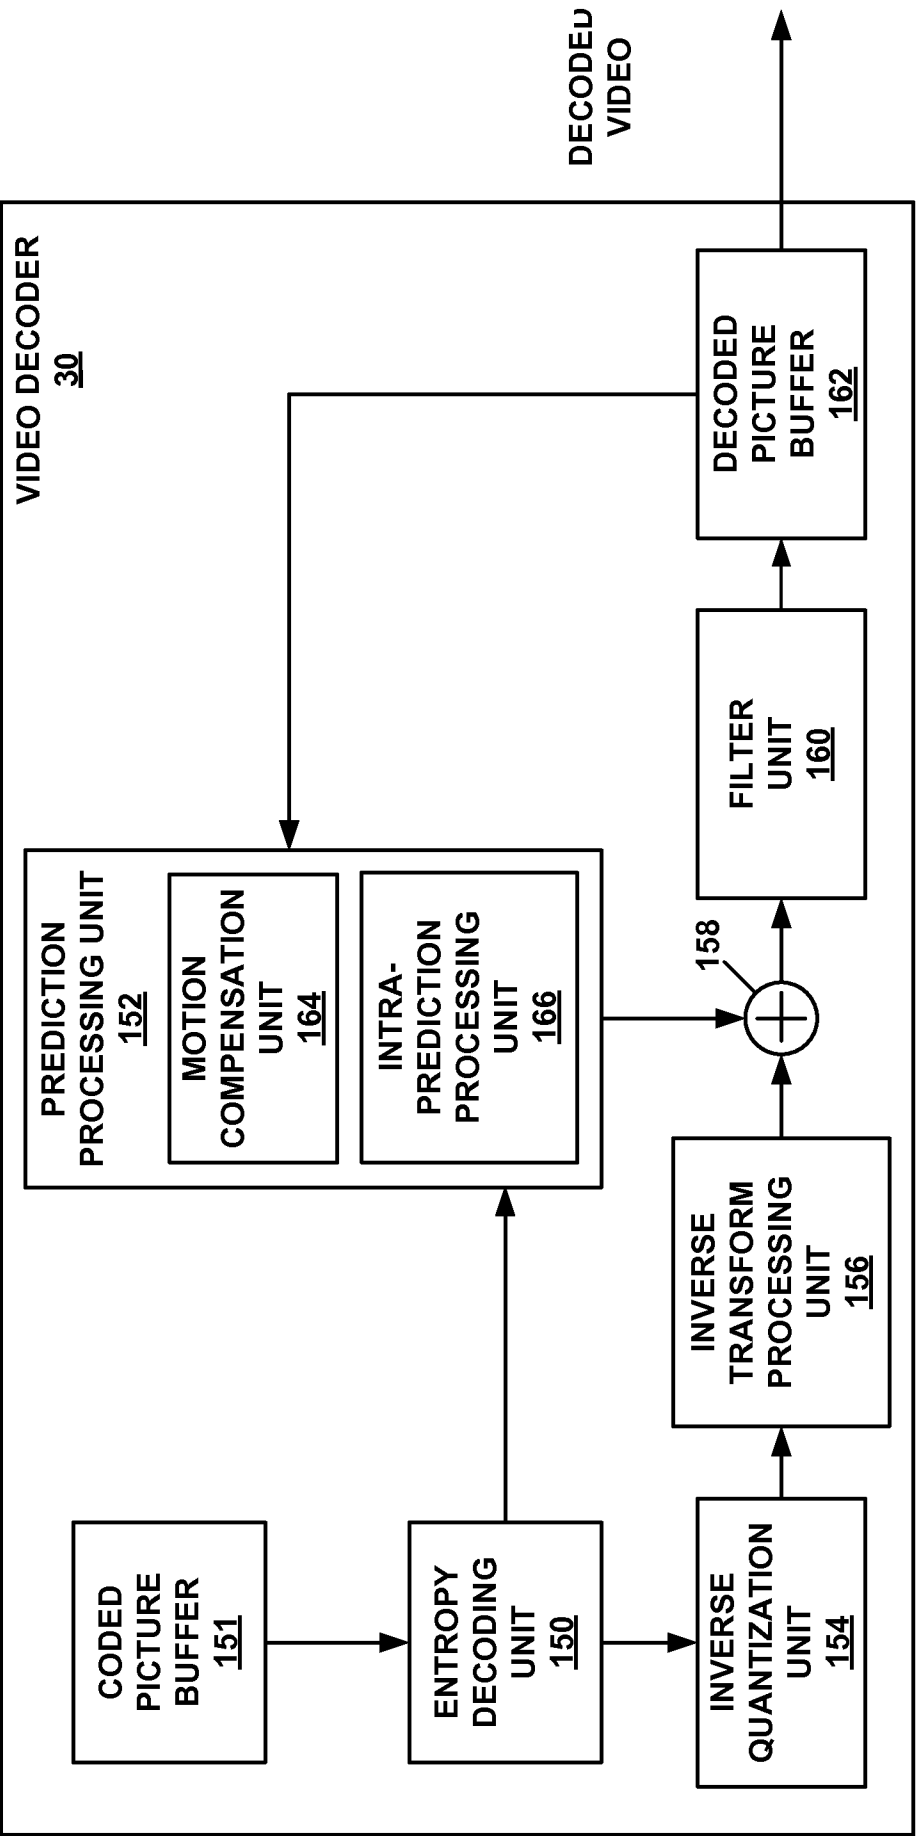 VIDEO DECODER
30
CODED
PICTURE
BUFFER
151
ENTROPY
DECODING
UNIT
150
PREDICTION
PROCESSING UNIT
152
MOTION
COMPENSATION
UNIT
164
INTRA-
PREDICTION
PROCESSING
UNIT
166
INVERSE
QUANTIZATION
UNIT
154
INVERSE
TRANSFORM
PROCESSING
UNIT
156
158
FILTER
UNIT
160
DECODED
PICTURE
BUFFER
162
DECODED
VIDEO